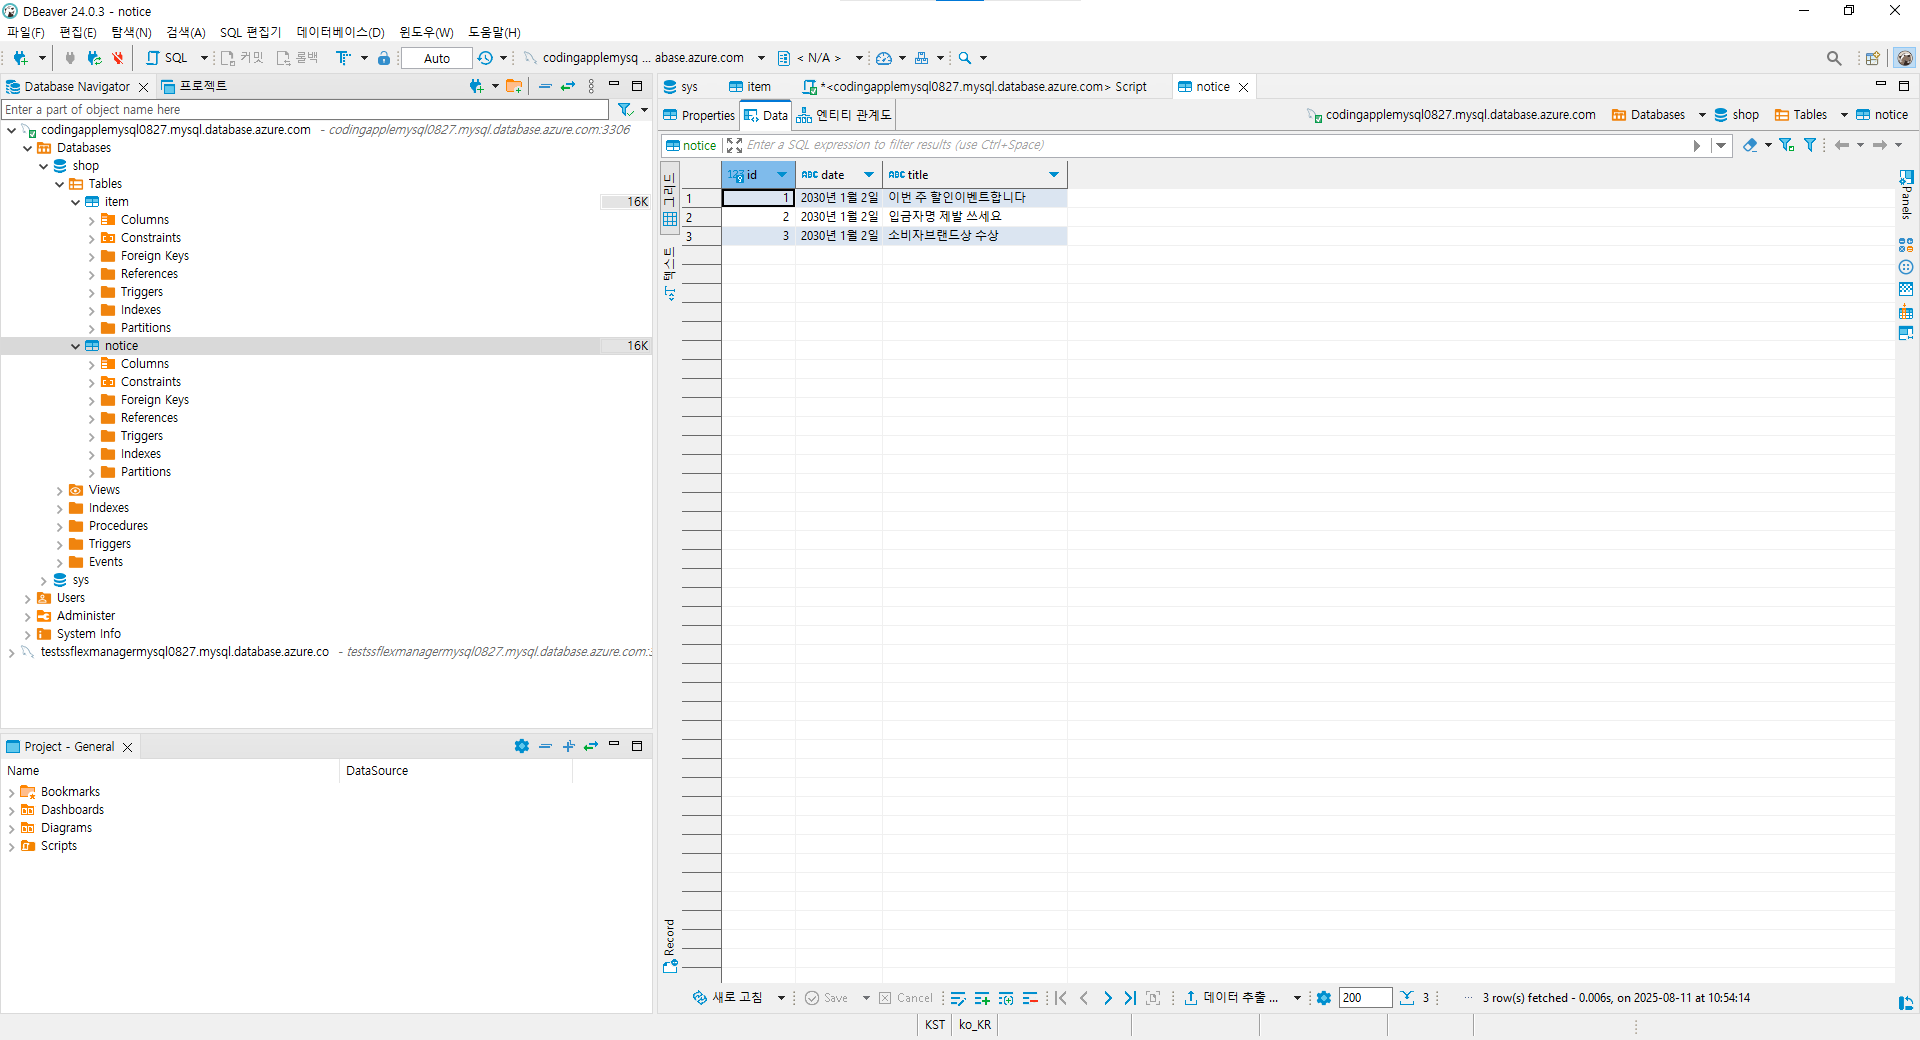 DBeaver 24.0.3 - notice
파일(F) 편집(E) 탐색(N) 검색(A) SQL 편집기 데이터베이스(D) 윈도우(W) 도움말(H)
SQL 커밋 롤백 Auto codingapplemysq ... abase.azure.com < N/A >
Database Navigator 프로젝트
Enter a part of object name here
codingapplemysql0827.mysql.database.azure.com - codingapplemysql0827.mysql.database.azure.com:3306
Databases
shop
Tables
item 16K
Columns
Constraints
Foreign Keys
References
Triggers
Indexes
Partitions
notice 16K
Columns
Constraints
Foreign Keys
References
Triggers
Indexes
Partitions
Views
Indexes
Procedures
Triggers
Events
sys
Users
Administer
System Info
testssflexmanagermysql0827.mysql.database.azure.co - testssflexmanagermysql0827.mysql.database.azure.com:
Project - General
Name DataSource
Bookmarks
Dashboards
Diagrams
Scripts
sys item *<codingapplemysql0827.mysql.database.azure.com> Script notice
Properties Data 엔티티 관계도 codingapplemysql0827.mysql.database.azure.com Databases shop Tables notice
notice Enter a SQL expression to filter results (use Ctrl+Space)
그리드
텍스트
Record
123 id ABC date ABC title
1 1 2030년 1월 2일 이번 주 할인이벤트합니다
2 2 2030년 1월 2일 입금자명 제발 쓰세요
3 3 2030년 1월 2일 소비자브랜드상 수상
Panels
새로 고침 Save Cancel 데이터 추출 ... 200 3 ... 3 row(s) fetched - 0.006s, on 2025-08-11 at 10:54:14
KST ko_KR